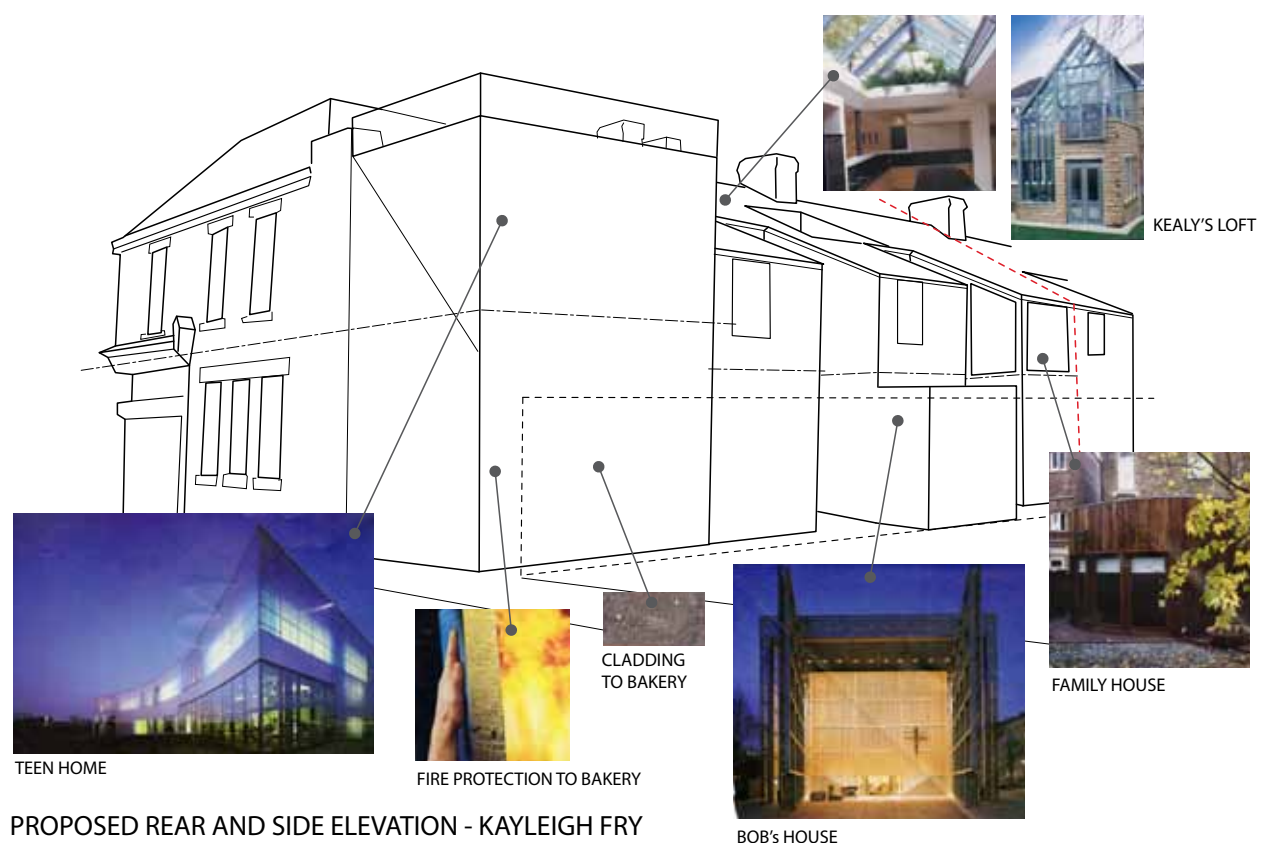 KEALY'S LOFT
CLADDING
TO BAKERY
FAMILY HOUSE
TEEN HOME
FIRE PROTECTION TO BAKERY
PROPOSED REAR AND SIDE ELEVATION - KAYLEIGH FRY
BOB's HOUSE